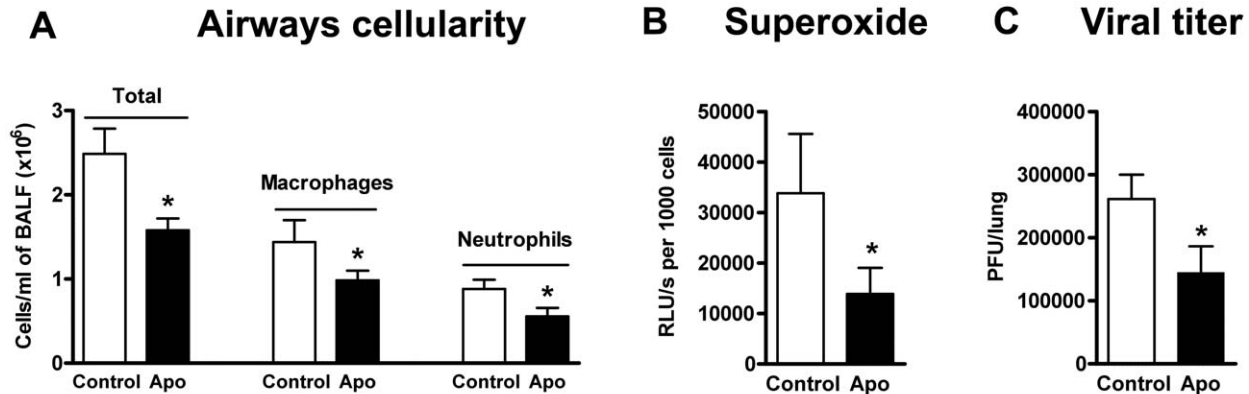 A Airways cellularity
Total
Cells/ml of BALF (x10⁶)
3
2
1
0
*
Macrophages
*
Neutrophils
*
Control Apo
Control Apo
Control Apo
B Superoxide
RLU/s per 1000 cells
50000
40000
30000
20000
10000
0
*
Control Apo
C Viral titer
PFU/lung
400000
300000
200000
100000
0
*
Control Apo